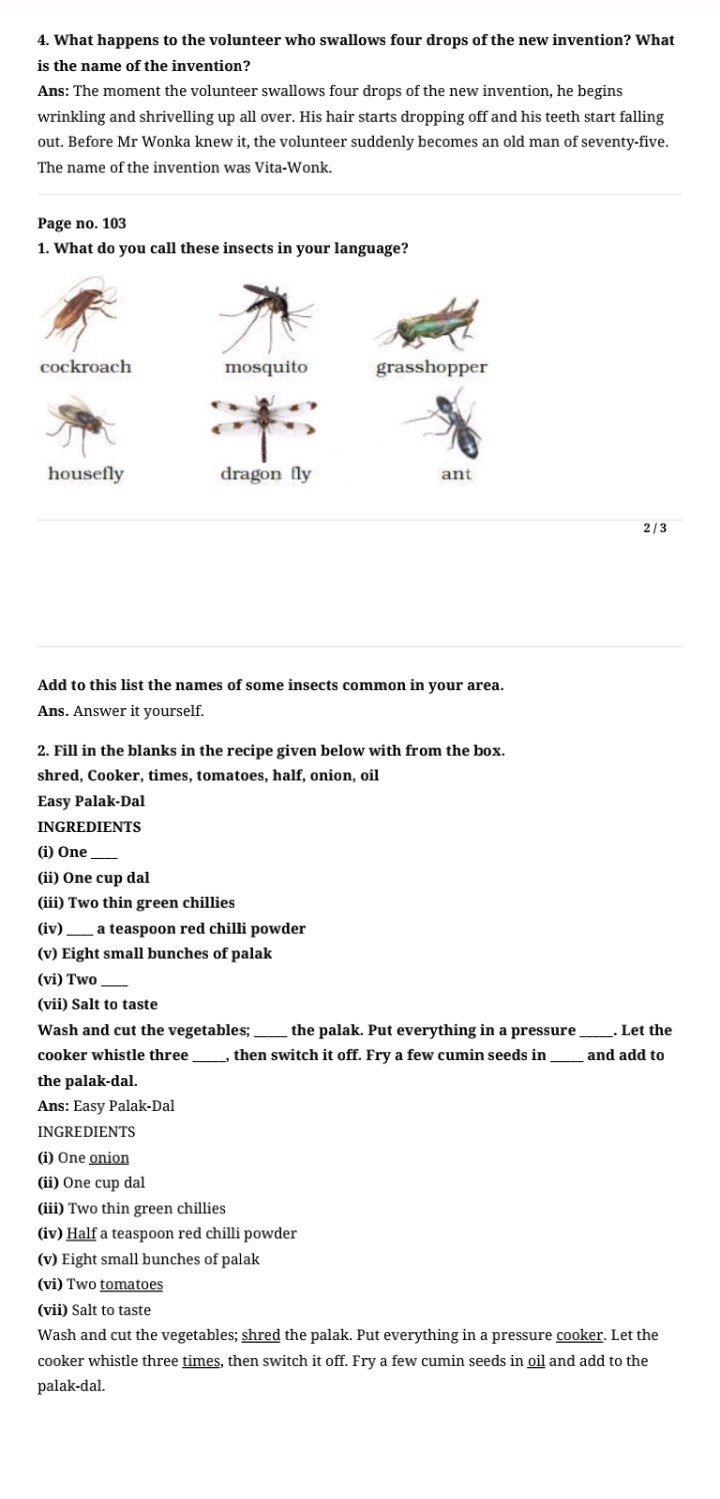 4. What happens to the volunteer who swallows four drops of the new invention? What
is the name of the invention?
Ans: The moment the volunteer swallows four drops of the new invention, he begins
wrinkling and shrivelling up all over. His hair starts dropping off and his teeth start falling
out. Before Mr Wonka knew it, the volunteer suddenly becomes an old man of seventy-five.
The name of the invention was Vita-Wonk.
Page no. 103
1. What do you call these insects in your language?
cockroach mosquito grasshopper
housefly dragon fly ant
2 / 3
Add to this list the names of some insects common in your area.
Ans. Answer it yourself.
2. Fill in the blanks in the recipe given below with from the box.
shred, Cooker, times, tomatoes, half, onion, oil
Easy Palak-Dal
INGREDIENTS
(i) One ____
(ii) One cup dal
(iii) Two thin green chillies
(iv) ____ a teaspoon red chilli powder
(v) Eight small bunches of palak
(vi) Two ____
(vii) Salt to taste
Wash and cut the vegetables; _____ the palak. Put everything in a pressure _____. Let the
cooker whistle three _____, then switch it off. Fry a few cumin seeds in _____ and add to
the palak-dal.
Ans: Easy Palak-Dal
INGREDIENTS
(i) One onion
(ii) One cup dal
(iii) Two thin green chillies
(iv) Half a teaspoon red chilli powder
(v) Eight small bunches of palak
(vi) Two tomatoes
(vii) Salt to taste
Wash and cut the vegetables; shred the palak. Put everything in a pressure cooker. Let the
cooker whistle three times, then switch it off. Fry a few cumin seeds in oil and add to the
palak-dal.